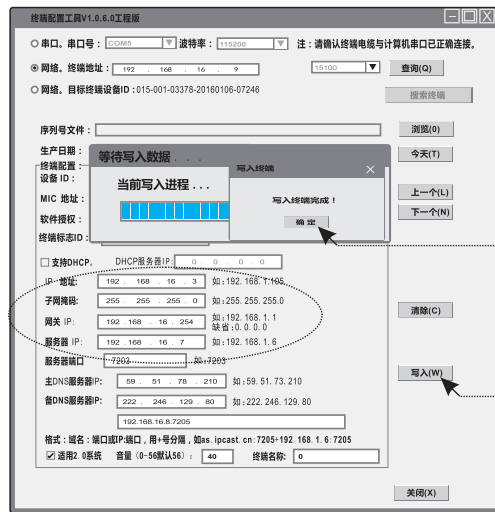 终端配置工具V1.0.6.0工程版
串口。串口号： COM5 波特率： 115200 注：请确认终端电缆与计算机串口已正确连接。
网络。终端地址： 192 . 168 . 16 . 9 15100 查询(Q)
网络。目标终端设备ID：015-001-03378-20160106-07246 搜索终端
序列号文件： 浏览(0)
生产日期： 今天(T)
等待写入数据 . . .
写入终端
终端配置：
设备 ID：
当前写入进程 . . .
MIC 地址： 上一个(L)
写入终端完成！
软件授权： 下一个(N)
确 定
终端标志ID：
支持DHCP。 DHCP服务器IP： 0 . 0 . 0 . 0
IP 地址: 192 . 168 . 16 . 3 如：192. 168. 1.105
子网掩码: 255 . 255 . 255 . 0 如：255. 255. 255.0
网关 IP: 192 . 168 . 16 . 254 如：192. 168. 1. 1
缺省：0. 0. 0. 0
清除(C)
服务器 IP: 192 . 168 . 16 . 7 如：192. 168. 1. 6
服务器端口 7203 如：7203
主DNS服务器IP: 59 . 51 . 78 . 210 如：59. 51. 73. 210
写入(W)
备DNS服务器IP: 222 . 246 . 129 . 80 如：222. 246. 129. 80
192.168.16.8:7205
格式：域名：端口或IP:端口，用+号分隔，如as. ipcast. cn:7205+192. 168. 1. 6:7205
适用2. 0系统 音量（0-56默认56）： 40 终端名称: 0
关闭(X)